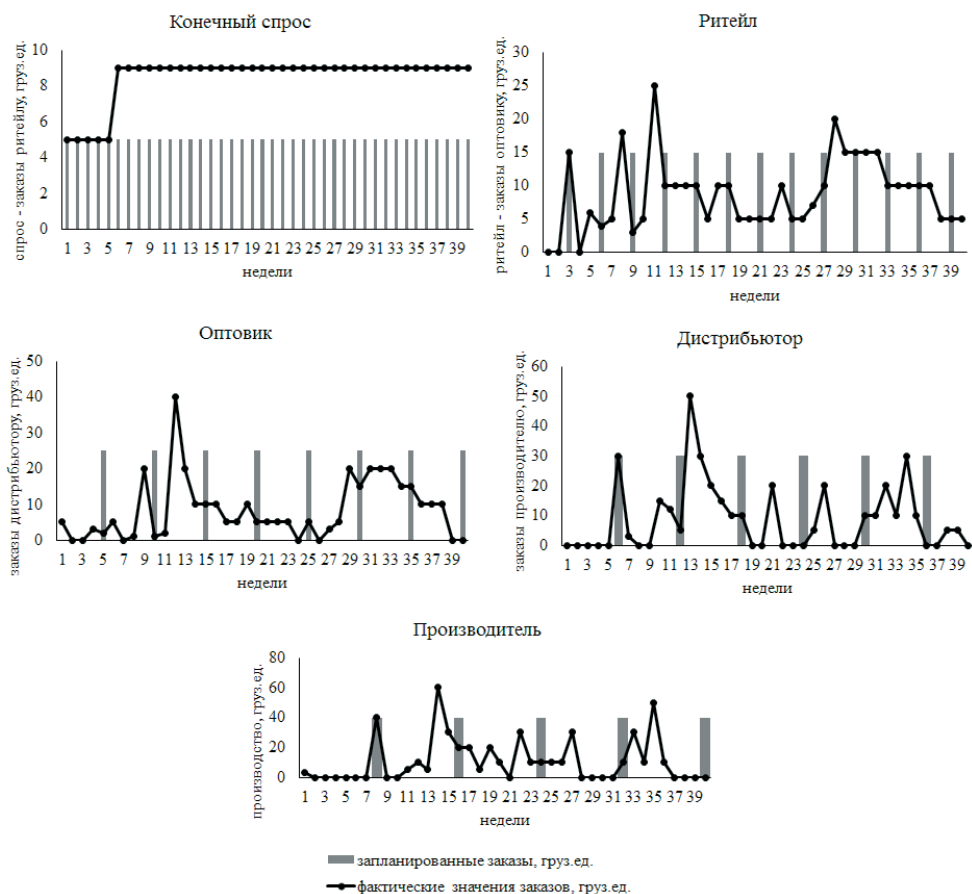 Конечный спрос
спрос - заказы ритейлу, груз.ед.
10
8
6
4
2
0
1 3 5 7 9 11 13 15 17 19 21 23 25 27 29 31 33 35 37 39
недели
Ритейл
ритейл - заказы оптовику, груз.ед.
30
25
20
15
10
5
0
1 3 5 7 9 11 13 15 17 19 21 23 25 27 29 31 33 35 37 39
недели
Оптовик
заказы дистрибьютору, груз.ед.
50
40
30
20
10
0
1 3 5 7 9 11 13 15 17 19 21 23 25 27 29 31 33 35 37 39
недели
Дистрибьютор
заказы производителю, груз.ед.
60
50
40
30
20
10
0
1 3 5 7 9 11 13 15 17 19 21 23 25 27 29 31 33 35 37 39
недели
Производитель
производство, груз.ед.
80
60
40
20
0
1 3 5 7 9 11 13 15 17 19 21 23 25 27 29 31 33 35 37 39
недели
запланированные заказы, груз.ед.
фактические значения заказов, груз.ед.